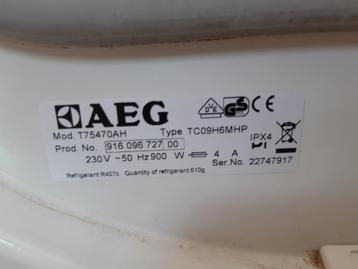 AEG
Mod. T75470AH Type TC09H6MHP
Prod. No. 916 096 727 00 IPX4
230V ~50 Hz 900 W 4 A
Ser.No. 22747917
Refrigerant:R407c Quantity of refrigerant:610g